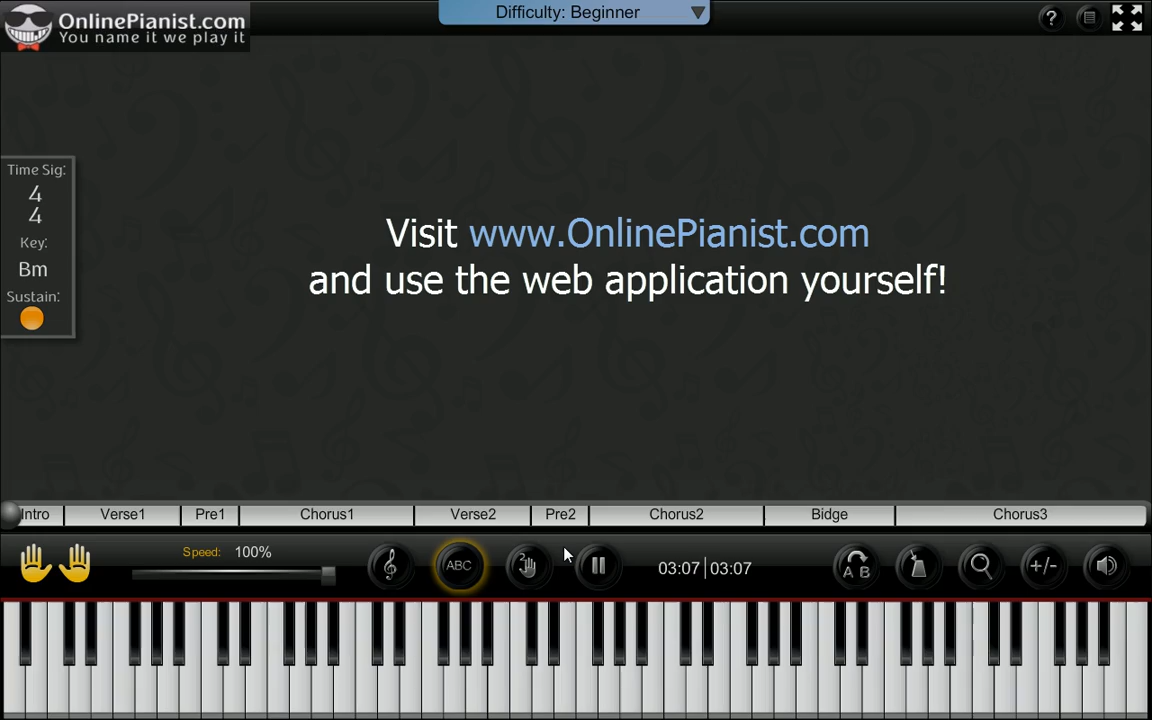 OnlinePianist.com
You name it we play it
Difficulty: Beginner
?
Time Sig:
4
4
Key:
Bm
Sustain:
Visit www.OnlinePianist.com
and use the web application yourself!
Intro Verse1 Pre1 Chorus1 Verse2 Pre2 Chorus2 Bidge Chorus3
Speed: 100%
ABC
2
03:07|03:07
A B
+/-